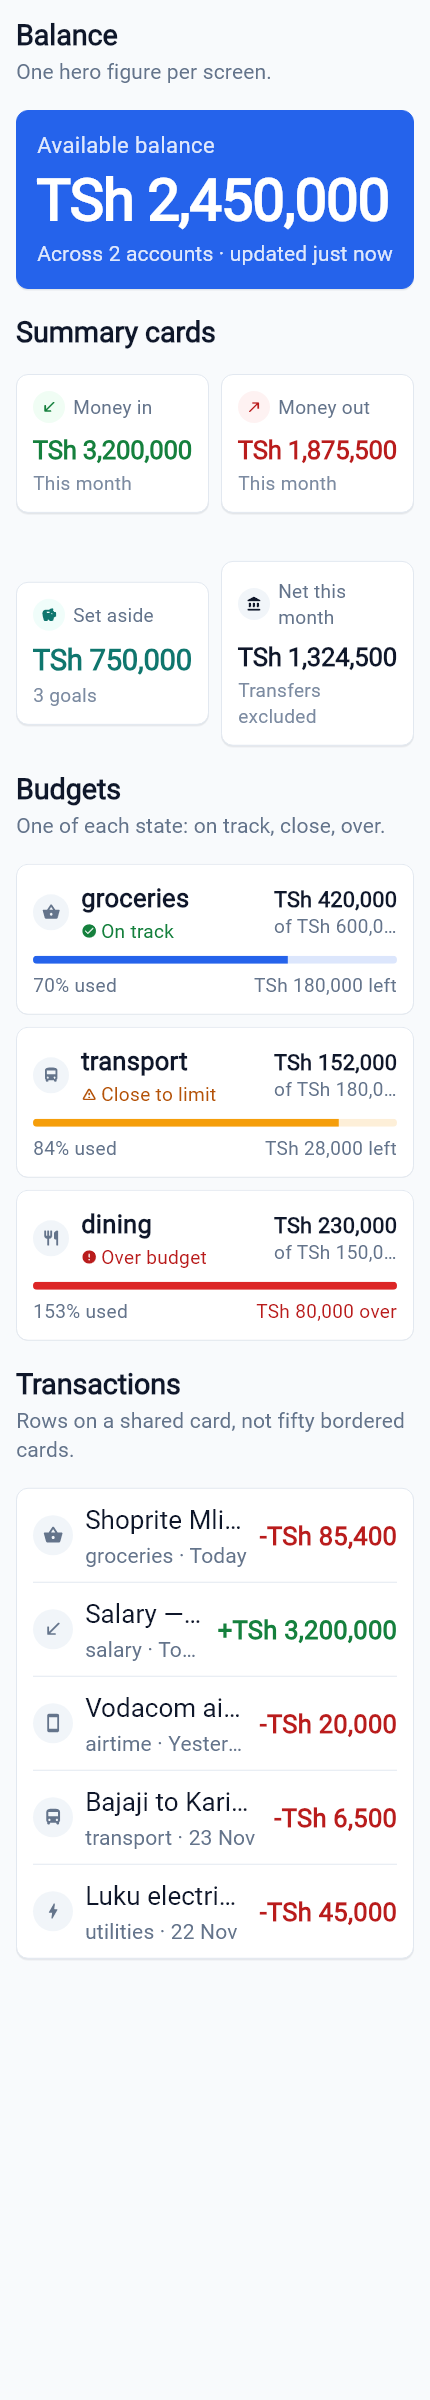 Balance
One hero figure per screen.
Available balance
TSh 2,450,000
Across 2 accounts · updated just now
Summary cards
Money in
TSh 3,200,000
This month
Money out
TSh 1,875,500
This month
Set aside
TSh 750,000
3 goals
Net this
month
TSh 1,324,500
Transfers
excluded
Budgets
One of each state: on track, close, over.
groceries
On track
TSh 420,000
of TSh 600,0...
70% used
TSh 180,000 left
transport
Close to limit
TSh 152,000
of TSh 180,0...
84% used
TSh 28,000 left
dining
Over budget
TSh 230,000
of TSh 150,0...
153% used
TSh 80,000 over
Transactions
Rows on a shared card, not fifty bordered
cards.
Shoprite Mli...
groceries · Today
-TSh 85,400
Salary —...
salary · To...
+TSh 3,200,000
Vodacom ai...
airtime · Yester...
-TSh 20,000
Bajaji to Kari...
transport · 23 Nov
-TSh 6,500
Luku electri...
utilities · 22 Nov
-TSh 45,000